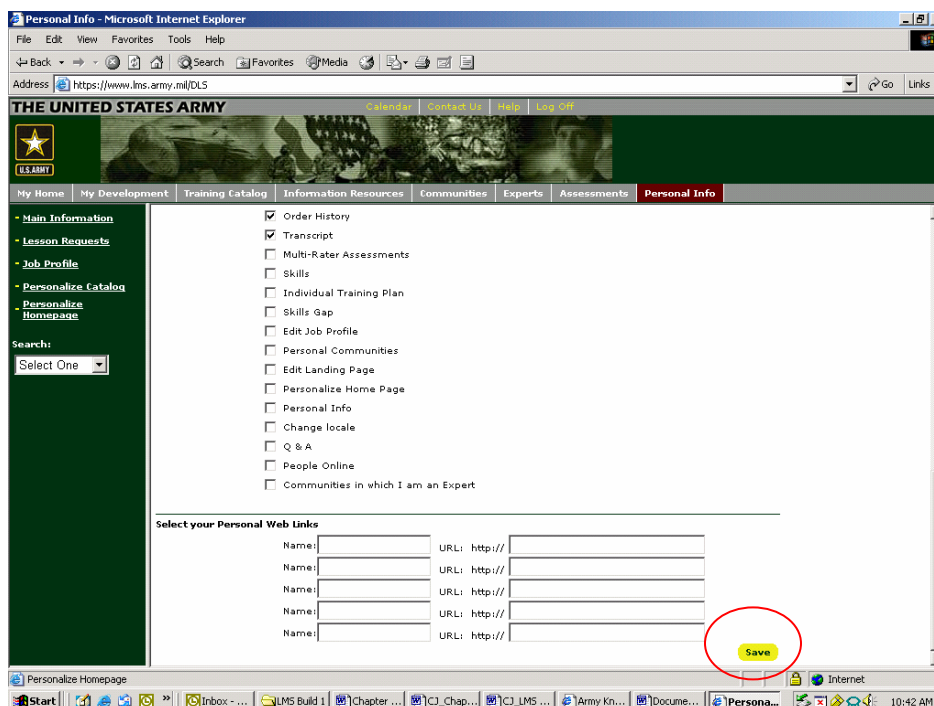 Personal Info - Microsoft Internet Explorer
File Edit View Favorites Tools Help
Back Search Favorites Media
Address https://www.lms.army.mil/DLS Go Links
THE UNITED STATES ARMY Calendar Contact Us Help Log Off
U.S.ARMY
My Home My Development Training Catalog Information Resources Communities Experts Assessments Personal Info
Main Information
Lesson Requests
Job Profile
Personalize Catalog
Personalize
Homepage
Search:
Select One
Order History
Transcript
Multi-Rater Assessments
Skills
Individual Training Plan
Skills Gap
Edit Job Profile
Personal Communities
Edit Landing Page
Personalize Home Page
Personal Info
Change locale
Q & A
People Online
Communities in which I am an Expert
Select your Personal Web Links
Name: URL: http://
Name: URL: http://
Name: URL: http://
Name: URL: http://
Name: URL: http://
Save
Personalize Homepage Internet
Start » Inbox - ... LMS Build 1 Chapter ... CJ_Chap... CJ_LMS ... Army Kn... Docume... Persona... 10:42 AM